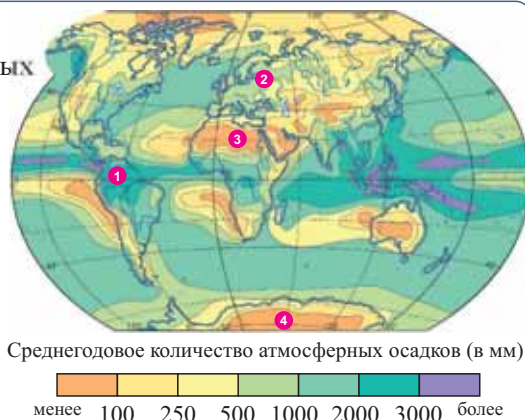 ых
2
3
1
4
Среднегодовое количество атмосферных осадков (в мм)
менее 100 250 500 1000 2000 3000 более